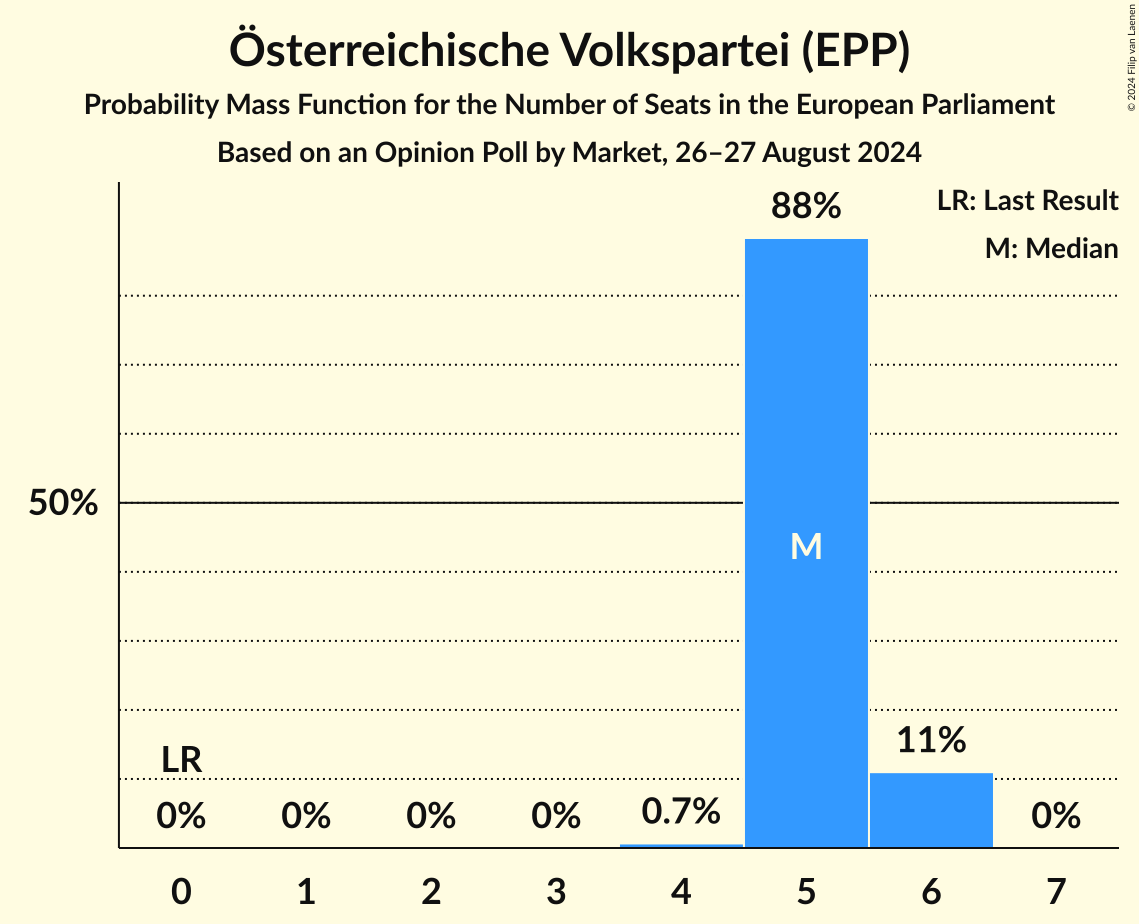 Österreichische Volkspartei (EPP)
Probability Mass Function for the Number of Seats in the European Parliament
Based on an Opinion Poll by Market, 26–27 August 2024
© 2024 Filip van Laenen
LR: Last Result
M: Median
88%
50%
M
11%
LR
0% 0% 0% 0% 0.7% 0%
0 1 2 3 4 5 6 7